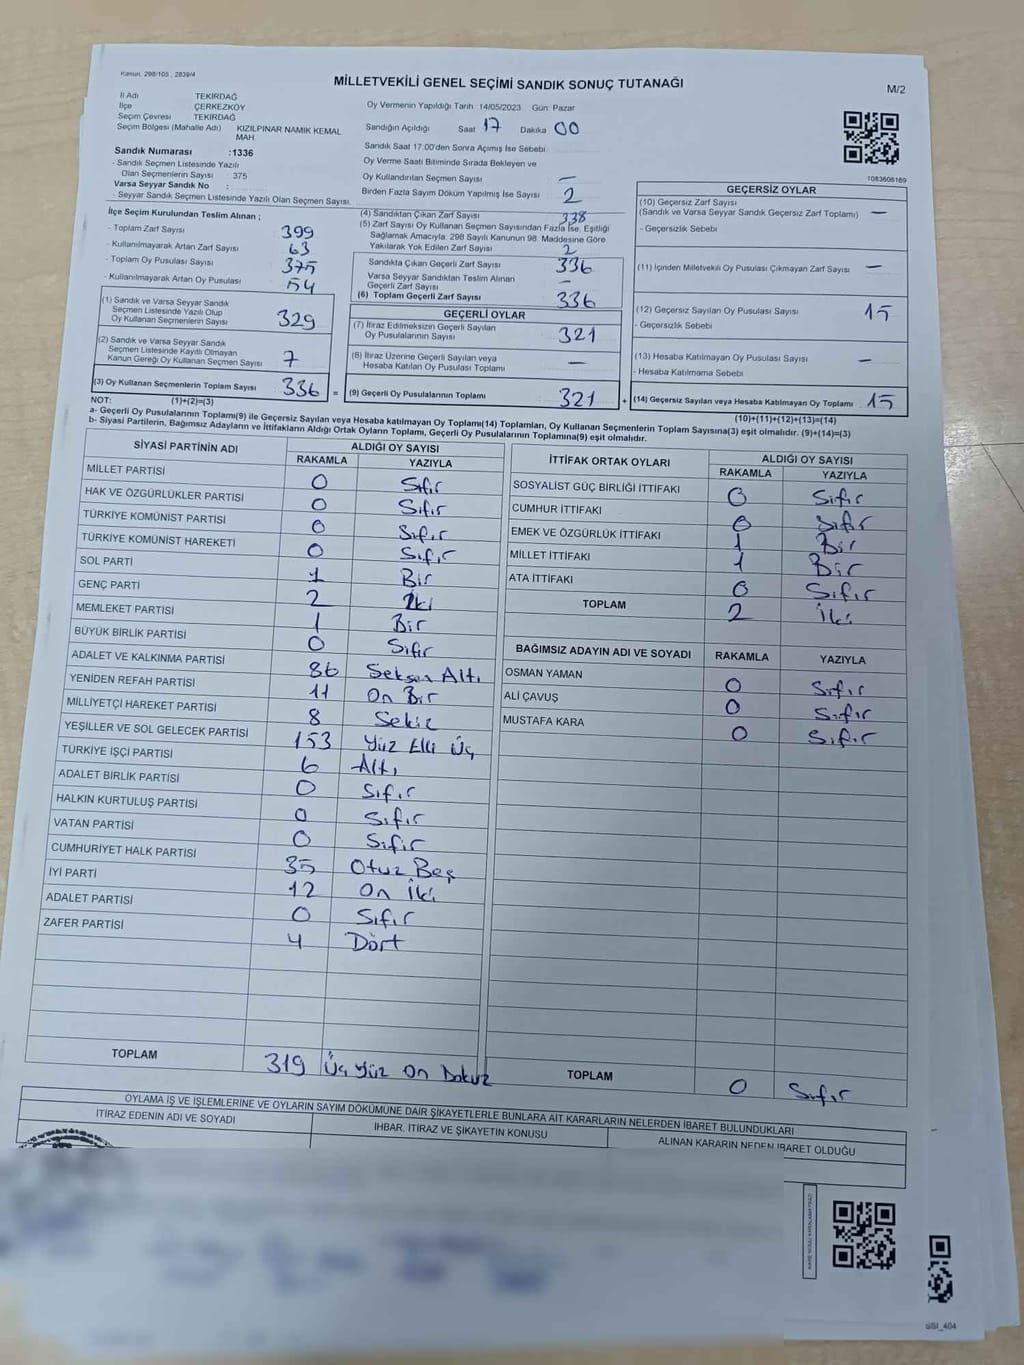 Kanun, 298/105 , 2839/4
MİLLETVEKİLİ GENEL SEÇİMİ SANDIK SONUÇ TUTANAĞI
M/2
İl Adı TEKİRDAĞ
İlçe ÇERKEZKÖY
Seçim Çevresi TEKİRDAĞ
Seçim Bölgesi (Mahalle Adı) KIZILPINAR NAMIK KEMAL MAH.
Sandık Numarası :1336
- Sandık Seçmen Listesinde Yazılı
Olan Seçmenlerin Sayısı : 375
Varsa Seyyar Sandık No :
- Seyyar Sandık Seçmen Listesinde Yazılı Olan Seçmen Sayısı.
Oy Vermenin Yapıldığı Tarih 14/05/2023 Gün: Pazar
Sandığın Açıldığı Saat 17 Dakika 00
Sandık Saat 17:00'den Sonra Açımış İse Sebebi
Oy Verme Saati Bitiminde Sırada Bekleyen ve
Oy Kullandırılan Seçmen Sayısı —
Birden Fazla Sayım Döküm Yapılmış İse Sayısı 2
1083606169
İlçe Seçim Kurulundan Teslim Alınan ;
- Toplam Zarf Sayısı 399
- Kullanılmayarak Artan Zarf Sayısı 63
- Toplam Oy Pusulası Sayısı 375
- Kullanılmayarak Artan Oy Pusulası 54
(1) Sandık ve Varsa Seyyar Sandık
Seçmen Listesinde Yazılı Olup
Oy Kullanan Seçmenlerin Sayısı 329
(2) Sandık ve Varsa Seyyar Sandık
Seçmen Listesinde Kayıtlı Olmayan
Kanun Gereği Oy Kullanan Seçmen Sayısı 7
(3) Oy Kullanan Seçmenlerin Toplam Sayısı 336 =
(4) Sandıktan Çıkan Zarf Sayısı 338
(5) Zarf Sayısı Oy Kullanan Seçmen Sayısından Fazla İse, Eşitliği
Sağlamak Amacıyla; 298 Sayılı Kanunun 98. Maddesine Göre
Yakılarak Yok Edilen Zarf Sayısı 2
Sandıkta Çıkan Geçerli Zarf Sayısı 336
Varsa Seyyar Sandıktan Teslim Alınan
Geçerli Zarf Sayısı —
(6) Toplam Geçerli Zarf Sayısı 336
GEÇERLİ OYLAR
(7) İtiraz Edilmeksizin Geçerli Sayılan
Oy Pusulalarının Sayısı 321
(8) İtiraz Üzerine Geçerli Sayılan veya
Hesaba Katılan Oy Pusulası Toplamı —
(9) Geçerli Oy Pusulalarının Toplamı 321 +
GEÇERSİZ OYLAR
(10) Geçersiz Zarf Sayısı
(Sandık ve Varsa Seyyar Sandık Geçersiz Zarf Toplamı) —
- Geçersizlik Sebebi
(11) İçinden Milletvekili Oy Pusulası Çıkmayan Zarf Sayısı —
(12) Geçersiz Sayılan Oy Pusulası Sayısı 15
- Geçersizlik Sebebi
(13) Hesaba Katılmayan Oy Pusulası Sayısı —
- Hesaba Katılmama Sebebi
(14) Geçersiz Sayılan veya Hesaba Katılmayan Oy Toplamı 15
NOT: (1)+(2)=(3) (10)+(11)+(12)+(13)=(14)
a- Geçerli Oy Pusulalarının Toplamı(9) ile Geçersiz Sayılan veya Hesaba katılmayan Oy Toplamı(14) Toplamları, Oy Kullanan Seçmenlerin Toplam Sayısına(3) eşit olmalıdır. (9)+(14)=(3)
b- Siyasi Partilerin, Bağımsız Adayların ve İttifakların Aldığı Ortak Oyların Toplamı, Geçerli Oy Pusulalarının Toplamına(9) eşit olmalıdır.
SİYASİ PARTİNİN ADI ALDIĞI OY SAYISI
RAKAMLA YAZIYLA
MİLLET PARTİSİ 0 Sıfır
HAK VE ÖZGÜRLÜKLER PARTİSİ 0 Sıfır
TÜRKİYE KOMÜNİST PARTİSİ 0 Sıfır
TÜRKİYE KOMÜNİST HAREKETİ 0 Sıfır
SOL PARTİ 1 Bir
GENÇ PARTİ 2 İki
MEMLEKET PARTİSİ 1 Bir
BÜYÜK BİRLİK PARTİSİ 0 Sıfır
ADALET VE KALKINMA PARTİSİ 86 Seksen Altı
YENİDEN REFAH PARTİSİ 11 On Bir
MİLLİYETÇİ HAREKET PARTİSİ 8 Sekiz
YEŞİLLER VE SOL GELECEK PARTİSİ 153 Yüz Elli Üç
TÜRKİYE İŞÇİ PARTİSİ 6 Altı
ADALET BİRLİK PARTİSİ 0 Sıfır
HALKIN KURTULUŞ PARTİSİ 0 Sıfır
VATAN PARTİSİ 0 Sıfır
CUMHURİYET HALK PARTİSİ 35 Otuz Beş
İYİ PARTİ 12 On İki
ADALET PARTİSİ 0 Sıfır
ZAFER PARTİSİ 4 Dört
TOPLAM 319 Üç Yüz On Dokuz
İTTİFAK ORTAK OYLARI ALDIĞI OY SAYISI
RAKAMLA YAZIYLA
SOSYALİST GÜÇ BİRLİĞİ İTTİFAKI 0 Sıfır
CUMHUR İTTİFAKI 0 Sıfır
EMEK VE ÖZGÜRLÜK İTTİFAKI 1 Bir
MİLLET İTTİFAKI 1 Bir
ATA İTTİFAKI 0 Sıfır
TOPLAM 2 İki
BAĞIMSIZ ADAYIN ADI VE SOYADI RAKAMLA YAZIYLA
OSMAN YAMAN 0 Sıfır
ALİ ÇAVUŞ 0 Sıfır
MUSTAFA KARA 0 Sıfır
TOPLAM 0 Sıfır
OYLAMA İŞ VE İŞLEMLERİNE VE OYLARIN SAYIM DÖKÜMÜNE DAİR ŞİKAYETLERLE BUNLARA AİT KARARLARIN NELERDEN İBARET BULUNDUKLARI
İTİRAZ EDENİN ADI VE SOYADI İHBAR, İTİRAZ VE ŞİKAYETİN KONUSU ALINAN KARARIN NEDEN İBARET OLDUĞU